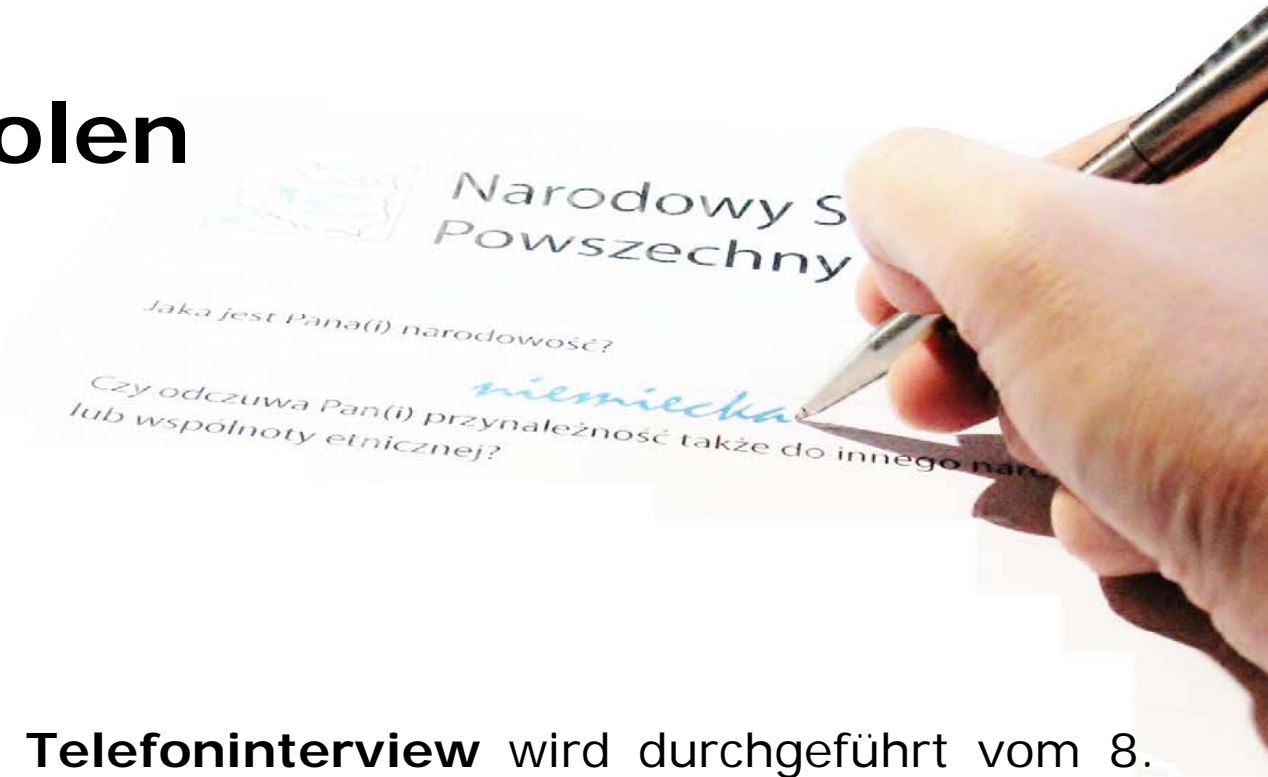 olen
Narodowy S
Powszechny
Jaka jest Pana(i) narodowość?
niemiecka
Czy odczuwa Pan(i) przynależność także do innego nar
lub wspólnoty etnicznej?
Telefoninterview wird durchgeführt vom 8.